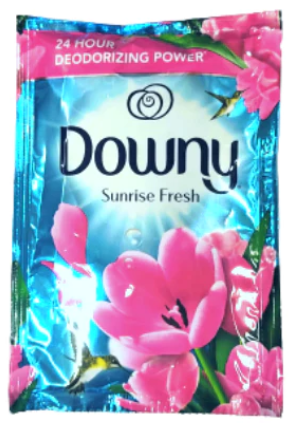 24 HOUR
DEODORIZING POWER*
Downy
Sunrise Fresh